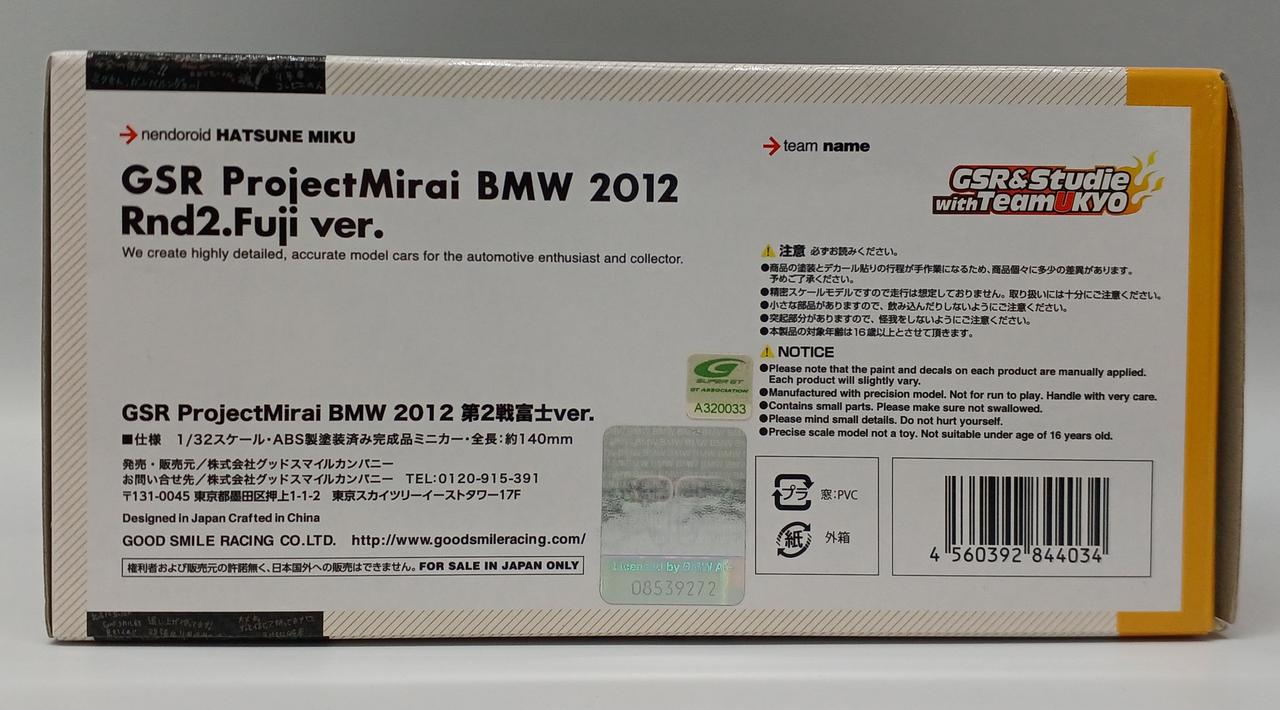 nendoroid HATSUNE MIKU
GSR ProjectMirai BMW 2012
Rnd2.Fuji ver.
We create highly detailed, accurate model cars for the automotive enthusiast and collector.
GSR ProjectMirai BMW 2012 第2戦富士ver.
■仕様 1/32スケール・ABS製塗装済み完成品ミニカー・全長:約140mm
発売・販売元/株式会社グッドスマイルカンパニー
お問い合せ先/株式会社グッドスマイルカンパニー TEL:0120-915-391
〒131-0045 東京都墨田区押上1-1-2 東京スカイツリーイーストタワー17F
Designed in Japan Crafted in China
GOOD SMILE RACING CO.LTD. http://www.goodsmileracing.com/
権利者および販売元の許諾無く、日本国外への販売はできません。FOR SALE IN JAPAN ONLY
SUPER GT
GT ASSOCIATION
A320033
Licensed by BMW AG
08539272
team name
GSR&Studie
with TeamUKYO
注意 必ずお読みください。
●商品の塗装とデカール貼りの行程が手作業になるため、商品個々に多少の差異があります。
予めご了承ください。
●精密スケールモデルですので走行は想定しておりません。取り扱いには十分にご注意ください。
●小さな部品がありますので、飲み込んだりしないようにご注意ください。
●突起部分がありますので、怪我をしないようにご注意ください。
●本製品の対象年齢は16歳以上とさせて頂きます。
NOTICE
●Please note that the paint and decals on each product are manually applied.
Each product will slightly vary.
●Manufactured with precision model. Not for run to play. Handle with very care.
●Contains small parts. Please make sure not swallowed.
●Please mind small details. Do not hurt yourself.
●Precise scale model not a toy. Not suitable under age of 16 years old.
プラ 窓:PVC
紙 外箱
4 560392 844034